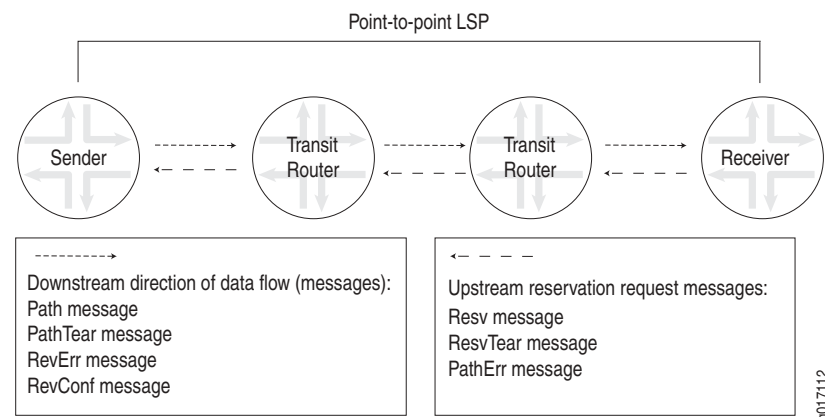 Point-to-point LSP
Sender
Transit
Router
Transit
Router
Receiver
Downstream direction of data flow (messages):
Path message
PathTear message
RevErr message
RevConf message
Upstream reservation request messages:
Resv message
ResvTear message
PathErr message